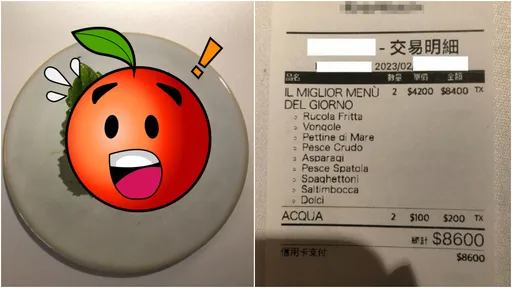 - 交易明細
2023/02
品名 數量 單價 金額
IL MIGLIOR MENÙ 2 $4200 $8400 TX
DEL GIORNO
Rucola Fritta
Vongole
Pettine di Mare
Pesce Crudo
Asparagi
Pesce Spatola
Spaghettoni
Saltimbocca
Dolci
ACQUA 2 $100 $200 TX
總計 $8600
信用卡支付 $8600